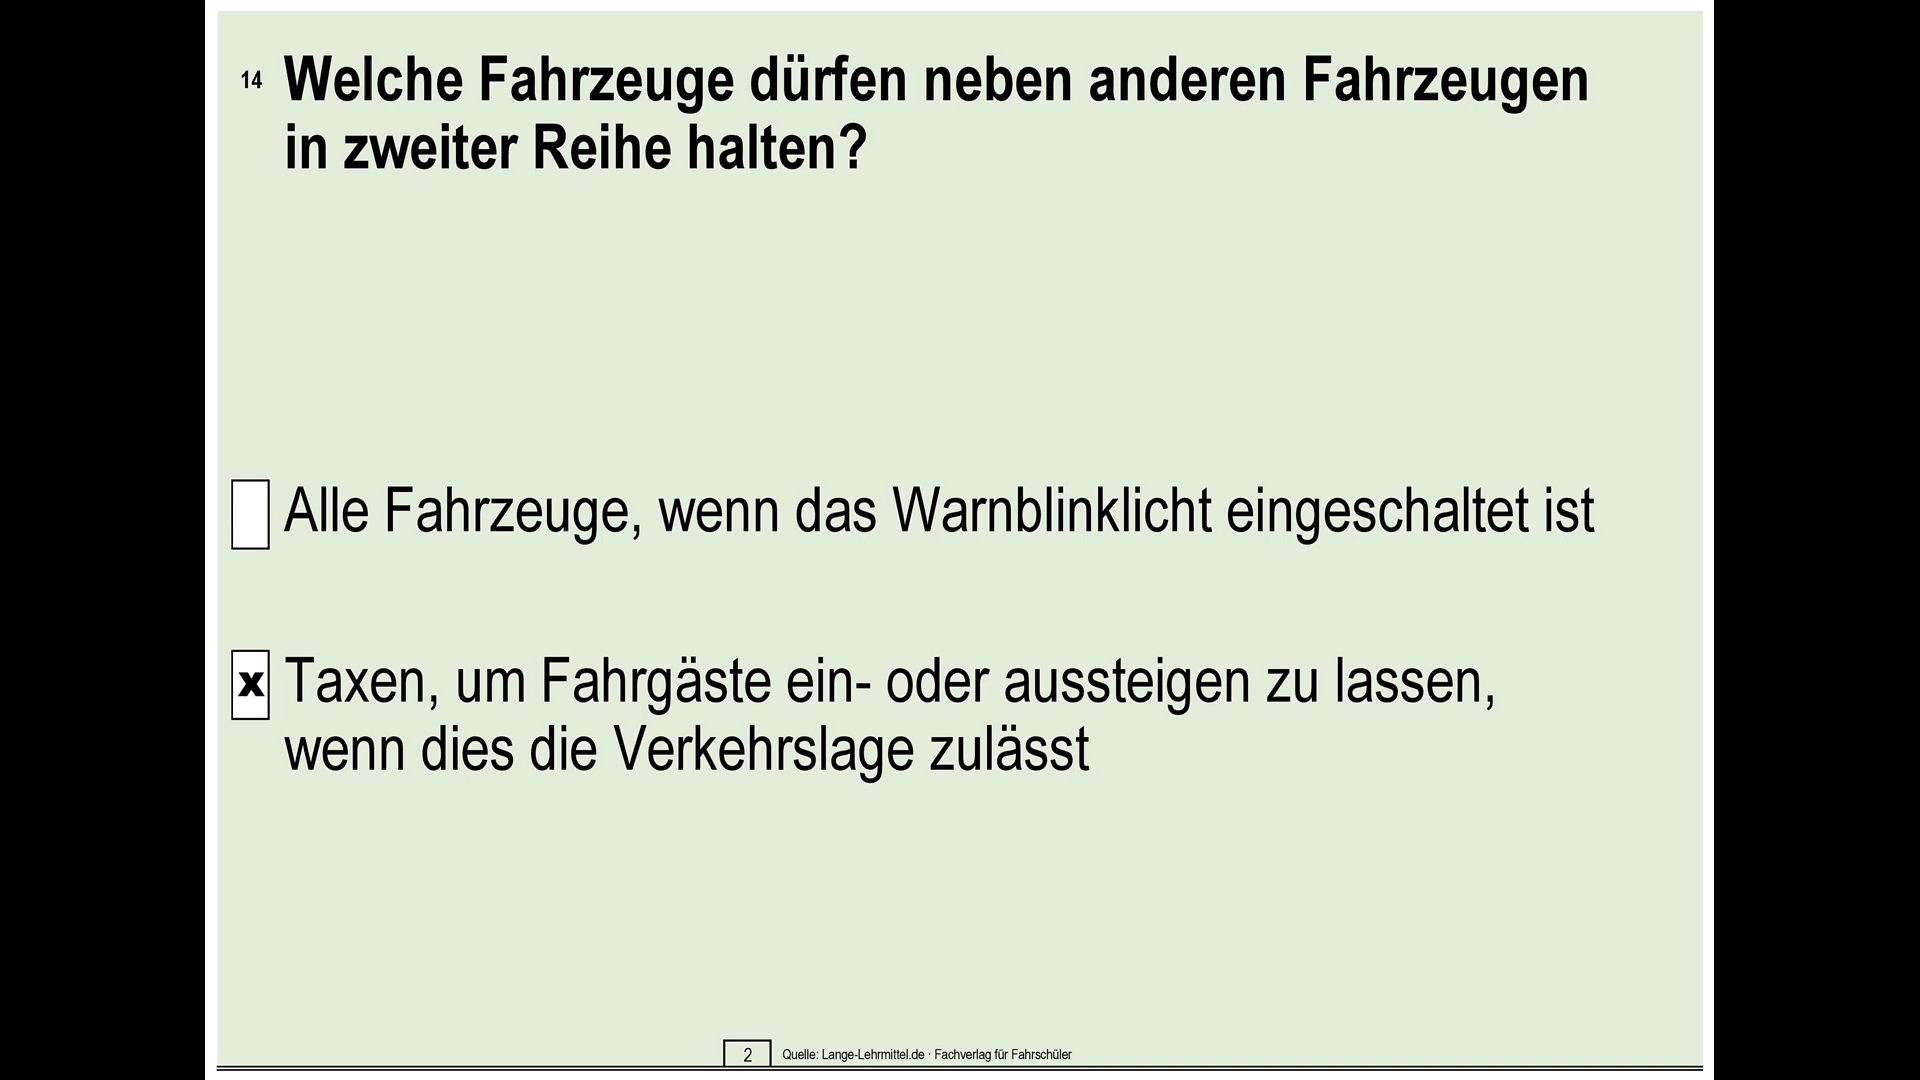 14 Welche Fahrzeuge dürfen neben anderen Fahrzeugen
in zweiter Reihe halten?
Alle Fahrzeuge, wenn das Warnblinklicht eingeschaltet ist
x Taxen, um Fahrgäste ein- oder aussteigen zu lassen,
wenn dies die Verkehrslage zulässt
2 Quelle: Lange-Lehrmittel.de · Fachverlag für Fahrschüler